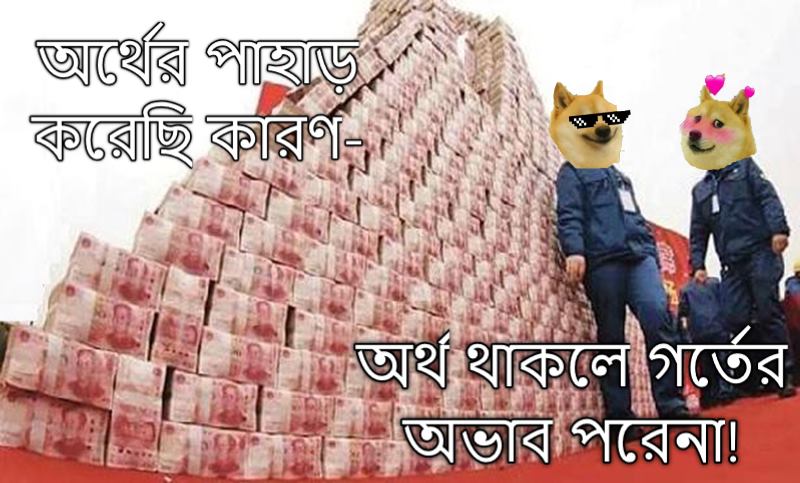 অর্থের পাহাড়
করেছি কারণ-
অর্থ থাকলে গর্তের
অভাব পরেনা!